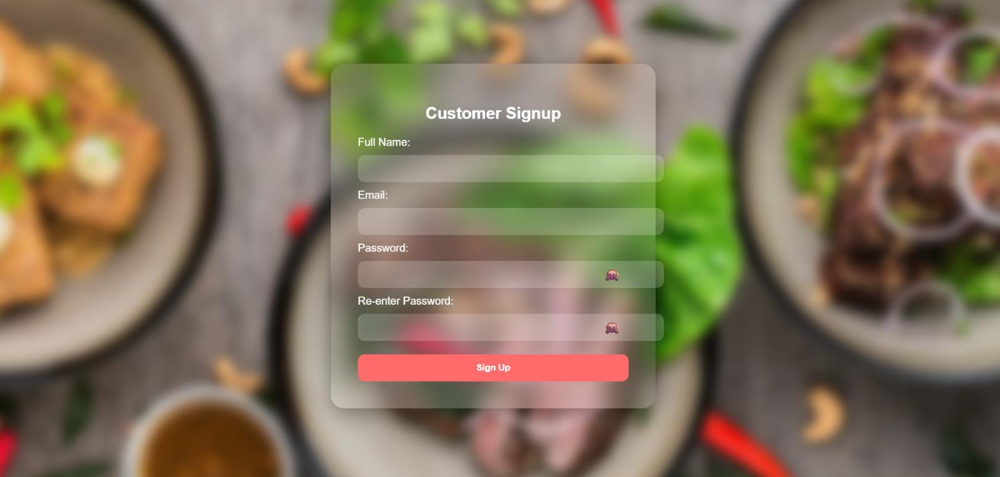 Customer Signup
Full Name:
Email:
Password:
Re-enter Password:
Sign Up